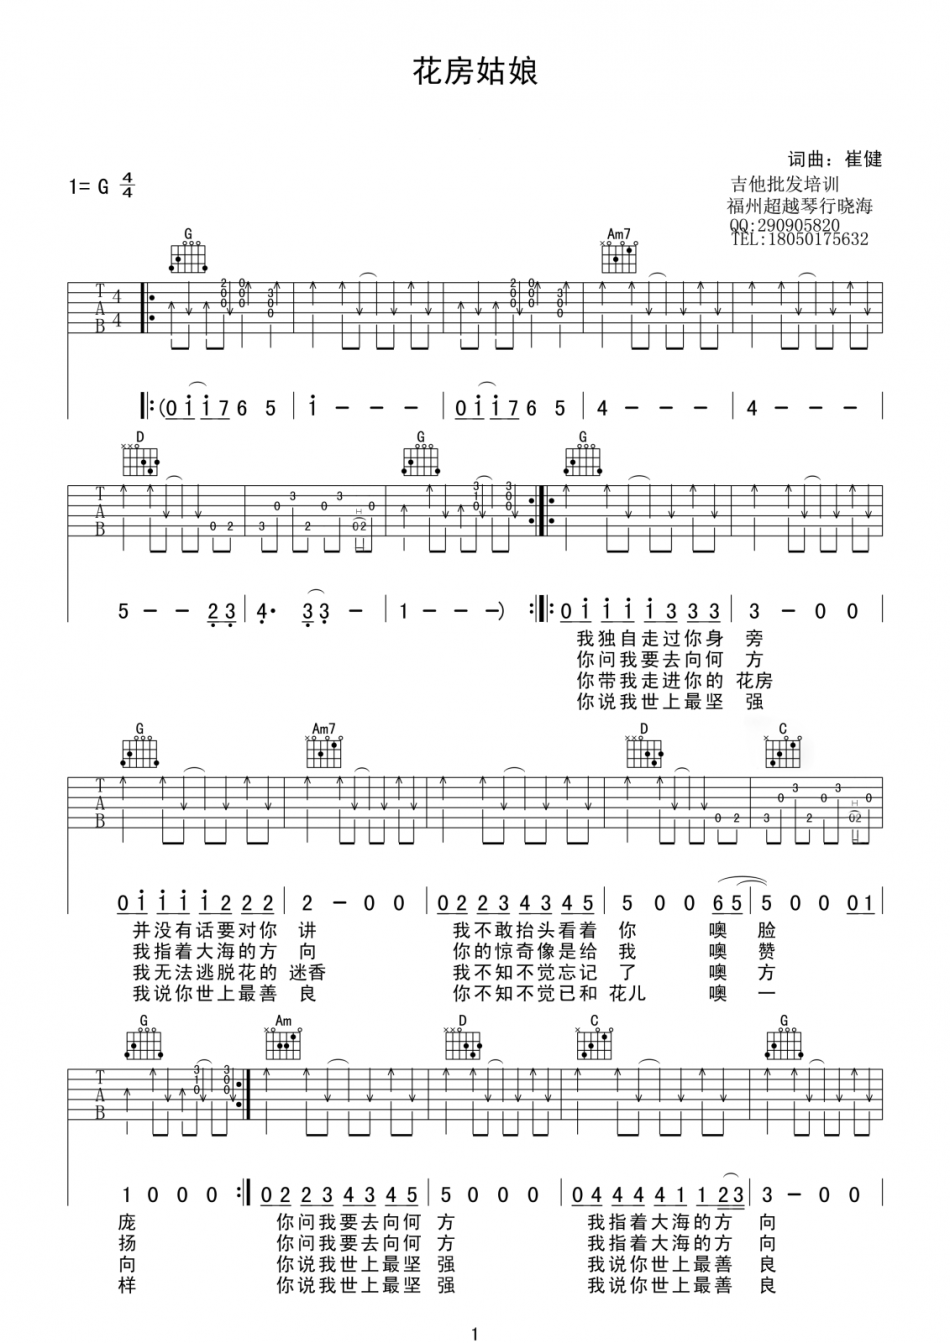 花房姑娘
词曲：崔健
1= G 4/4
吉他批发培训
福州超越琴行晓海
QQ:290905820
TEL:18050175632
G Am7
T A B 4 4
(0 1 1 7 6 5 | 1 - - - | 0 1 1 7 6 5 | 4 - - - | 4 - - -
D G G
T A B
5 - - 2 3 | 4· 3 3 - | 1 - - -) 0 1 1 1 1 3 3 3 | 3 - 0 0
我独自走过你身 旁
你问我要去向何 方
你带我走进你的 花房
你说我世上最坚 强
G Am7 D C
T A B
0 1 1 1 1 2 2 2 | 2 - 0 0 | 0 2 2 3 4 3 4 5 | 5 0 0 6 5 | 5 0 0 0 1
并没有话要对你 讲 我不敢抬头看着 你 噢 脸
我指着大海的方 向 你的惊奇像是给 我 噢 赞
我无法逃脱花的 迷香 我不知不觉忘记 了 噢 方
我说你世上最善 良 你不知不觉已和 花儿 噢 一
G Am D C G
T A B
1 0 0 0 0 2 2 3 4 3 4 5 | 5 0 0 0 | 0 4 4 4 4 1 1 2 3 | 3 - 0 0
庞 你问我要去向何 方 我指着大海的方 向
扬 你问我要去向何 方 我指着大海的方 向
向 你说我世上最坚 强 我说你世上最善 良
样 你说我世上最坚 强 我说你世上最善 良
1